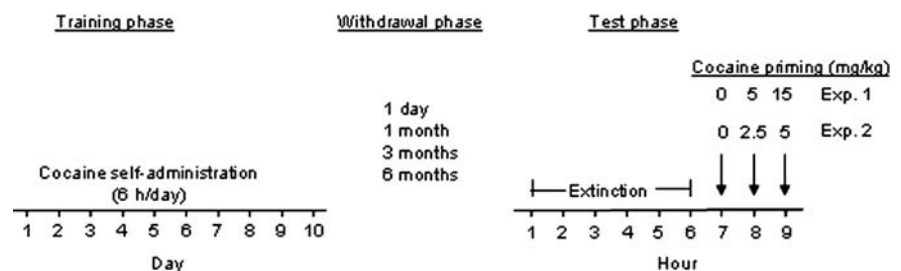 Training phase
Withdrawal phase
Test phase
Cocaine priming (mg/kg)
0 5 15 Exp. 1
0 2.5 5 Exp. 2
1 day
1 month
3 months
6 months
Cocaine self-administration
(6 h/day)
Extinction
1 2 3 4 5 6 7 8 9 10
Day
1 2 3 4 5 6 7 8 9
Hour